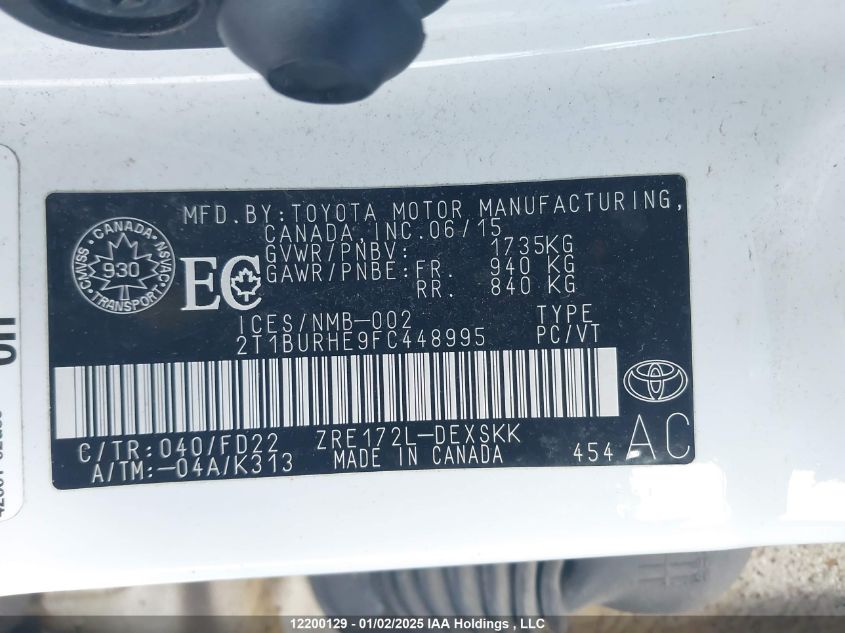 MFD.BY:TOYOTA MOTOR MANUFACTURING,
CANADA,INC.06/15
GVWR/PNBV: 1735KG
GAWR/PNBE:FR. 940 KG
RR. 840 KG
CANADA
CMVSS 930 NSVAC
TRANSPORT
EC
ICES/NMB-002 TYPE
2T1BURHE9FC448995 PC/VT
C/TR:040/FD22 ZRE172L-DEXSKK
A/TM:-04A/K313 MADE IN CANADA 454 AC
12200129 - 01/02/2025 IAA Holdings , LLC